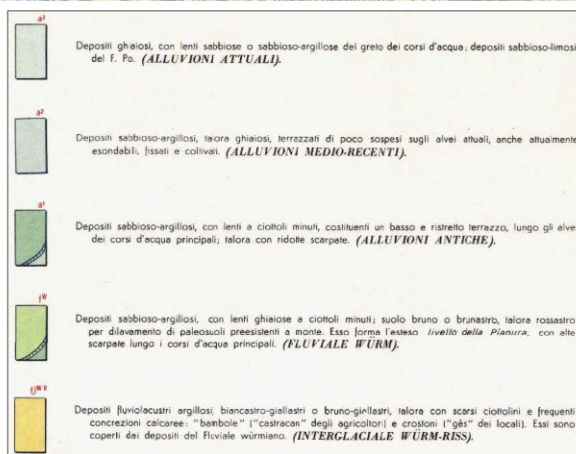 a³
Depositi ghiaiosi, con lenti sabbiose o sabbioso-argillose del greto dei corsi d'acqua; depositi sabbioso-limosi
del F. Po. (ALLUVIONI ATTUALI).
a²
Depositi sabbioso-argillosi, talora ghiaiosi, terrazzati di poco sospesi sugli alvei attuali, anche attualmente
esondabili, fissati e coltivati. (ALLUVIONI MEDIO-RECENTI).
a¹
Depositi sabbioso-argillosi, con lenti a ciottoli minuti, costituenti un basso e ristretto terrazzo, lungo gli alvei
dei corsi d'acqua principali; talora con ridotte scarpate. (ALLUVIONI ANTICHE).
fW
Depositi sabbioso-argillosi, con lenti ghiaiose a ciottoli minuti; suolo bruno o brunastro, talora rossastro
per dilavamento di paleosuoli preesistenti a monte. Esso forma l'esteso livello della Pianura, con alte
scarpate lungo i corsi d'acqua principali. (FLUVIALE WÜRM).
flW-R
Depositi fluviolacustri argillosi, biancastro-giallastri o bruno-giallastri, talora con scarsi ciottolini e frequenti
concrezioni calcaree: "bambole" ("castracan" degli agricoltori) e crostoni ("gès" dei locali). Essi sono
coperti dai depositi del Fluviale würmiano. (INTERGLACIALE WÜRM-RISS).